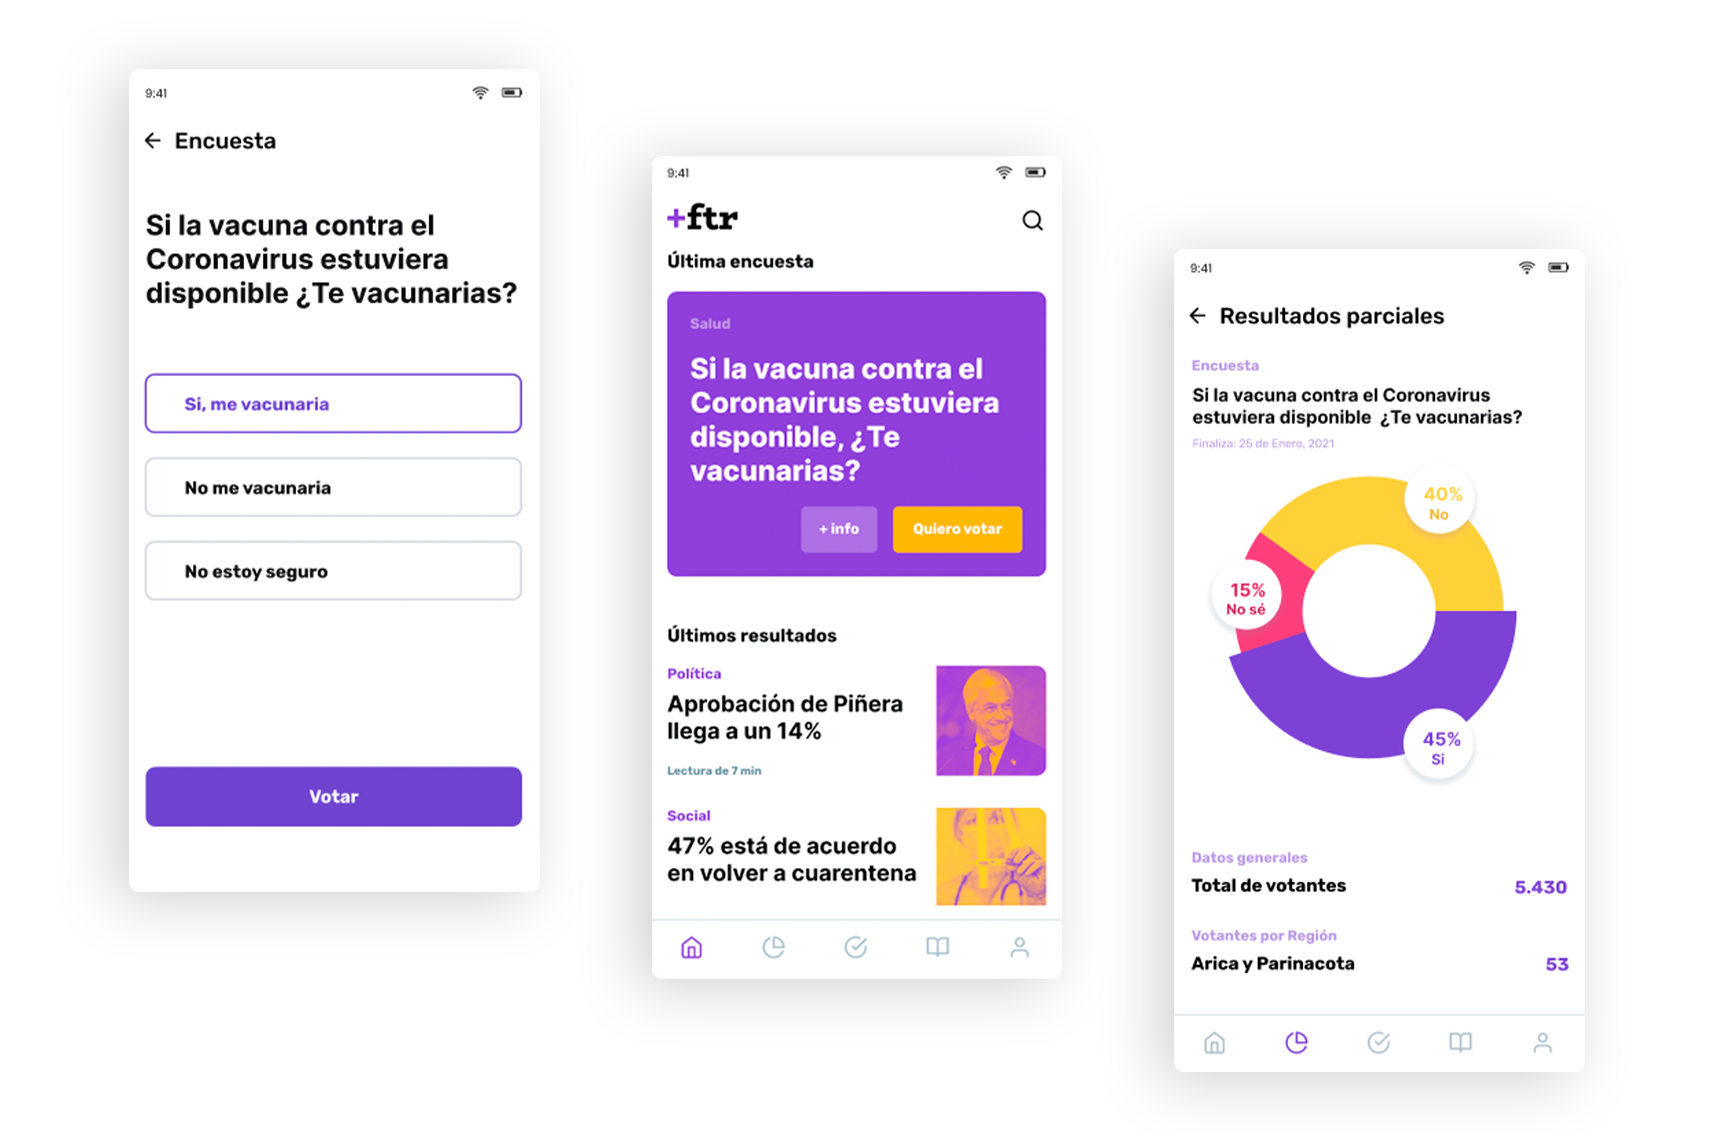 9:41
Encuesta
Si la vacuna contra el
Coronavirus estuviera
disponible ¿Te vacunarias?
Si, me vacunaria
No me vacunaria
No estoy seguro
Votar
9:41
+ftr
Última encuesta
Salud
Si la vacuna contra el
Coronavirus estuviera
disponible, ¿Te
vacunarias?
+ info
Quiero votar
Últimos resultados
Política
Aprobación de Piñera
llega a un 14%
Lectura de 7 min
Social
47% está de acuerdo
en volver a cuarentena
9:41
Resultados parciales
Encuesta
Si la vacuna contra el Coronavirus
estuviera disponible ¿Te vacunarias?
Finaliza: 25 de Enero, 2021
40%
No
15%
No sé
45%
Si
Datos generales
Total de votantes 5.430
Votantes por Región
Arica y Parinacota 53